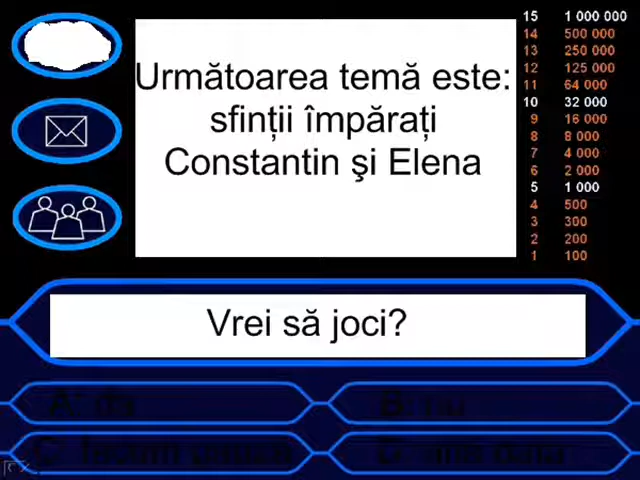 Următoarea temă este:
sfinții împărați
Constantin şi Elena
15 1 000 000
14 500 000
13 250 000
12 125 000
11 64 000
10 32 000
9 16 000
8 8 000
7 4 000
6 2 000
5 1 000
4 500
3 300
2 200
1 100
Vrei să joci?
A: da
B: nu